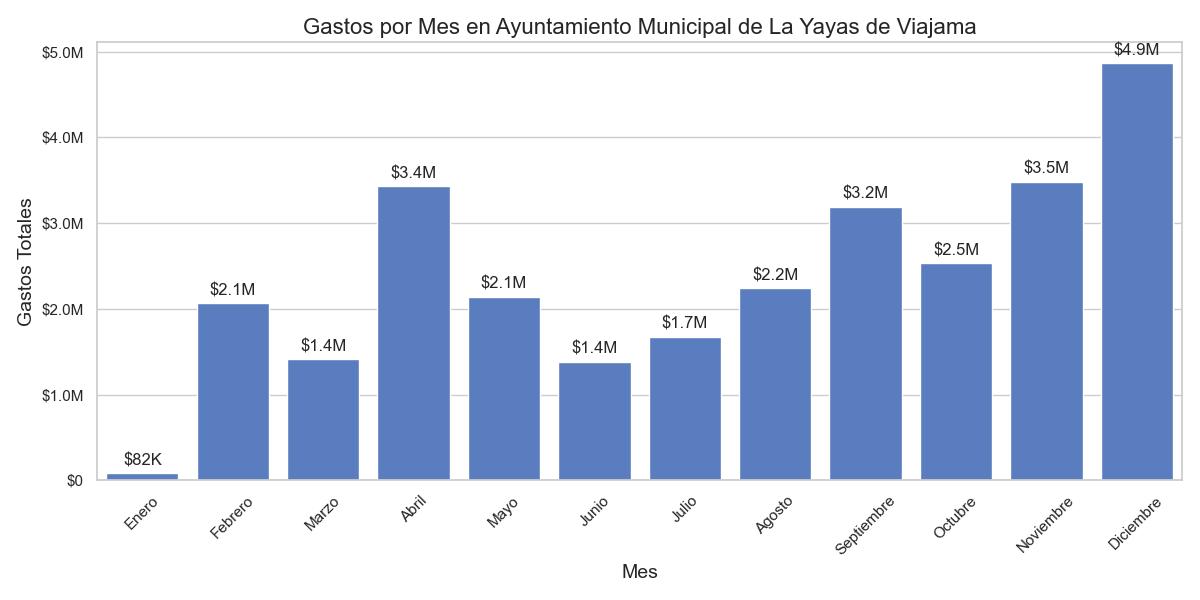 Gastos por Mes en Ayuntamiento Municipal de La Yayas de Viajama
Gastos Totales
$5.0M
$4.0M
$3.0M
$2.0M
$1.0M
$0
$82K
$2.1M
$1.4M
$3.4M
$2.1M
$1.4M
$1.7M
$2.2M
$3.2M
$2.5M
$3.5M
$4.9M
Enero
Febrero
Marzo
Abril
Mayo
Junio
Julio
Agosto
Septiembre
Octubre
Noviembre
Diciembre
Mes